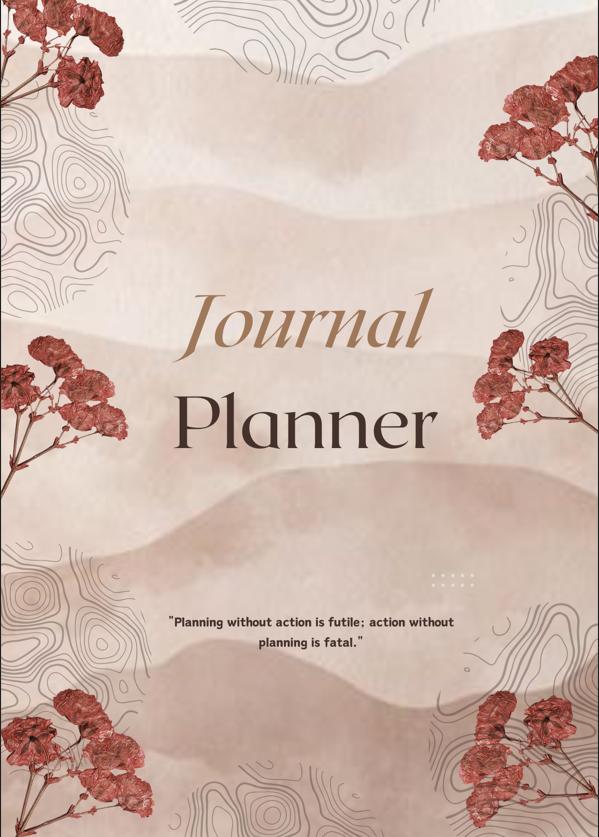 Journal
Planner
"Planning without action is futile; action without
planning is fatal."